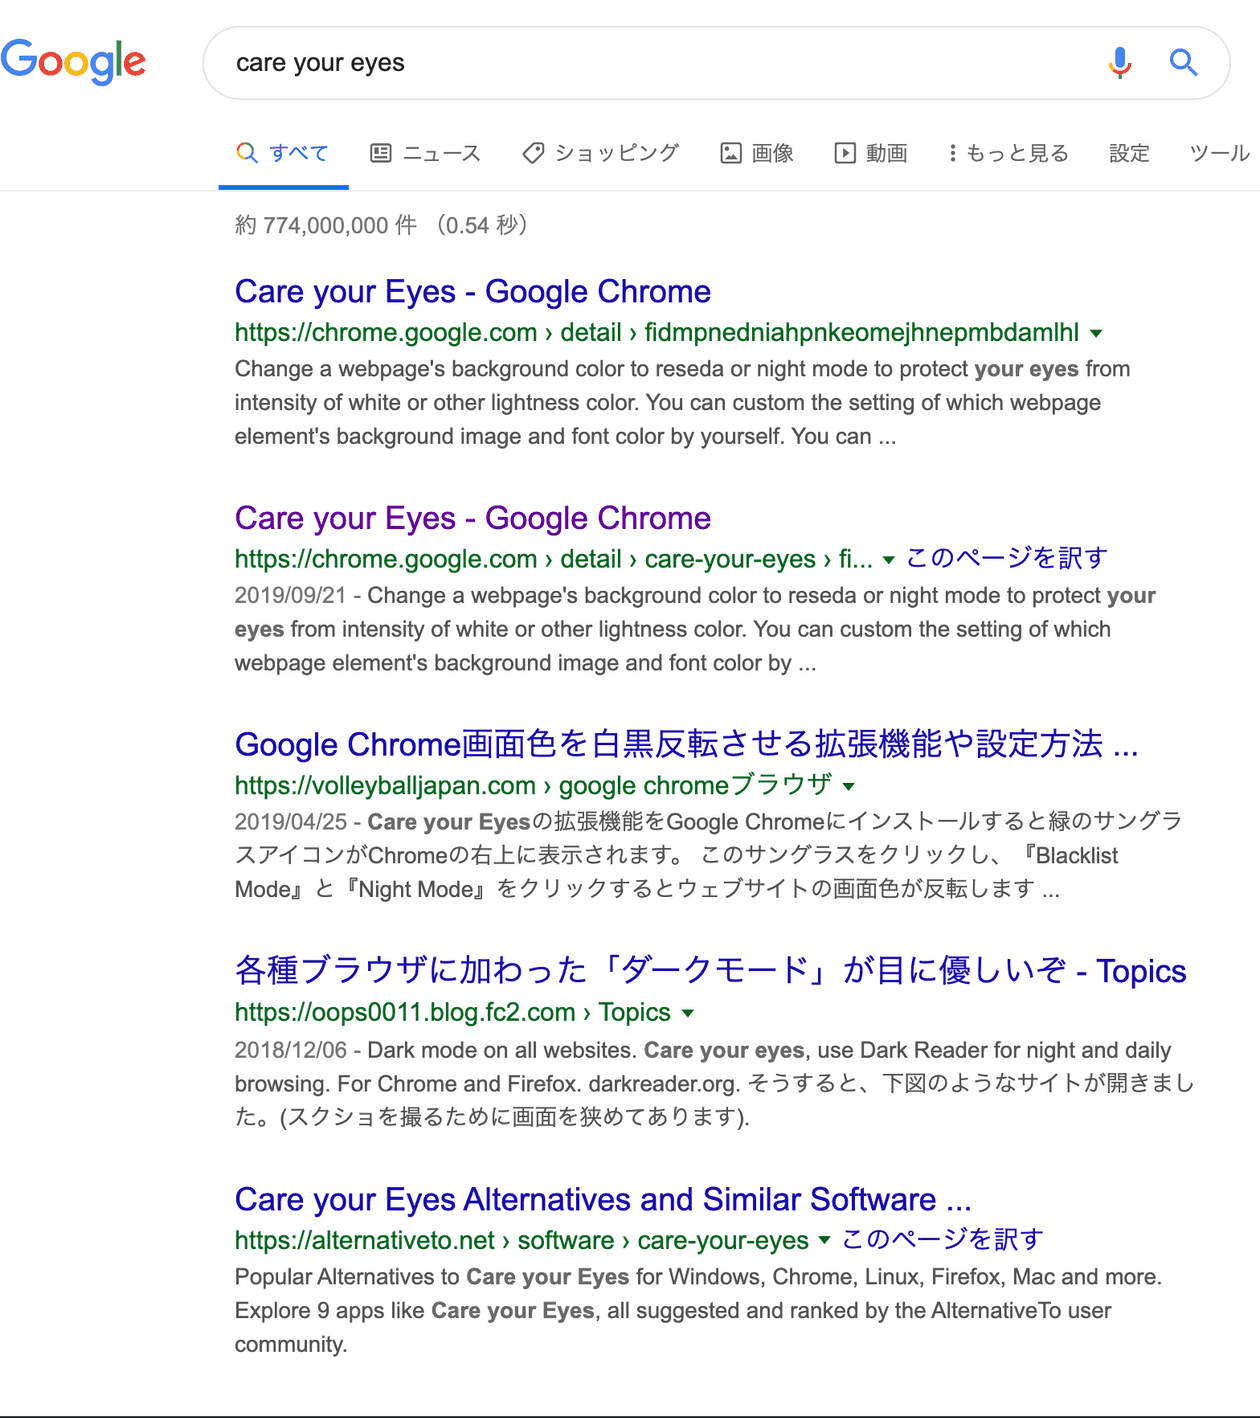 Google
care your eyes
すべて ニュース ショッピング 画像 動画 もっと見る 設定 ツール
約 774,000,000 件 （0.54 秒）
Care your Eyes - Google Chrome
https://chrome.google.com › detail › fidmpnedniahpnkeomejhnepmbdamlhl
Change a webpage's background color to reseda or night mode to protect your eyes from
intensity of white or other lightness color. You can custom the setting of which webpage
element's background image and font color by yourself. You can ...
Care your Eyes - Google Chrome
https://chrome.google.com › detail › care-your-eyes › fi... このページを訳す
2019/09/21 - Change a webpage's background color to reseda or night mode to protect your
eyes from intensity of white or other lightness color. You can custom the setting of which
webpage element's background image and font color by ...
Google Chrome画面色を白黒反転させる拡張機能や設定方法 ...
https://volleyballjapan.com › google chromeブラウザ
2019/04/25 - Care your Eyesの拡張機能をGoogle Chromeにインストールすると緑のサングラ
スアイコンがChromeの右上に表示されます。 このサングラスをクリックし、『Blacklist
Mode』と『Night Mode』をクリックするとウェブサイトの画面色が反転します ...
各種ブラウザに加わった「ダークモード」が目に優しいぞ - Topics
https://oops0011.blog.fc2.com › Topics
2018/12/06 - Dark mode on all websites. Care your eyes, use Dark Reader for night and daily
browsing. For Chrome and Firefox. darkreader.org. そうすると、下図のようなサイトが開きまし
た。(スクショを撮るために画面を狭めてあります).
Care your Eyes Alternatives and Similar Software ...
https://alternativeto.net › software › care-your-eyes このページを訳す
Popular Alternatives to Care your Eyes for Windows, Chrome, Linux, Firefox, Mac and more.
Explore 9 apps like Care your Eyes, all suggested and ranked by the AlternativeTo user
community.